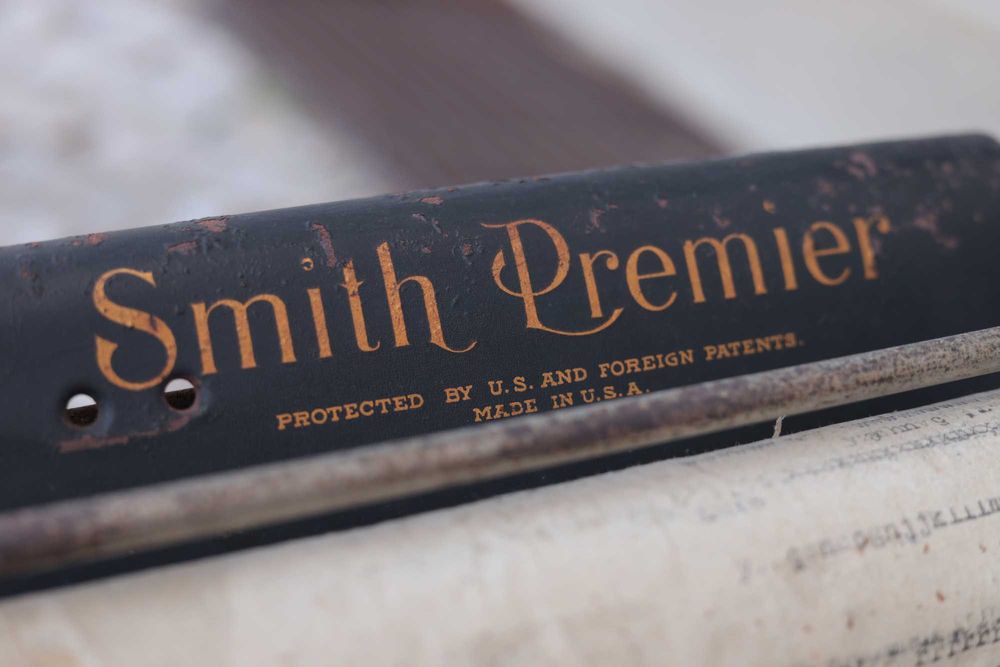 Smith Premier
PROTECTED BY U.S. AND FOREIGN PATENTS.
MADE IN U.S.A.